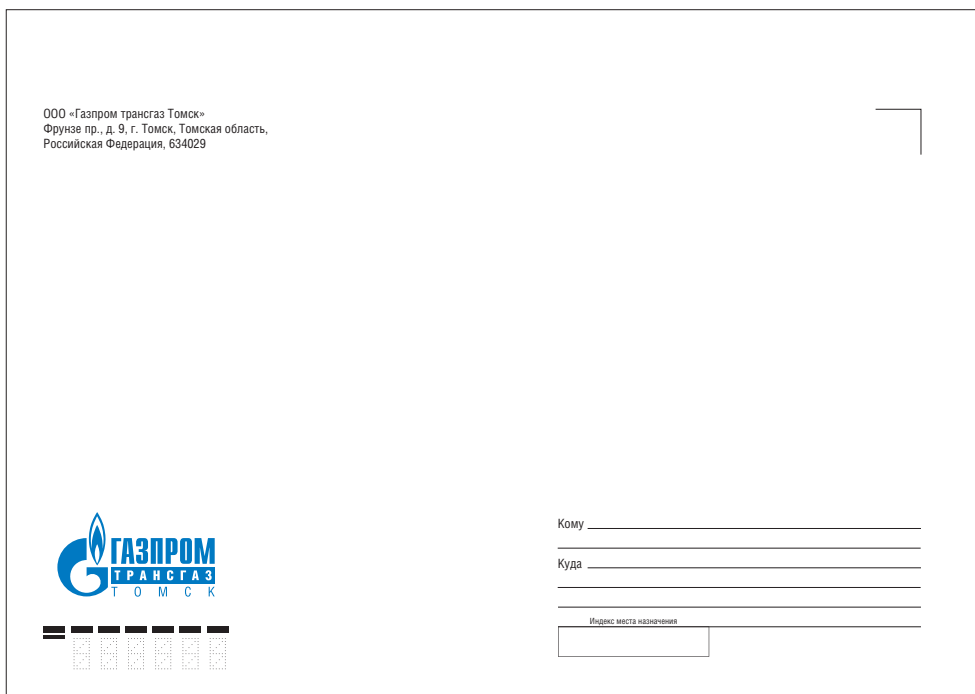 ООО «Газпром трансгаз Томск»
Фрунзе пр., д. 9, г. Томск, Томская область,
Российская Федерация, 634029
ГАЗПРОМ
ТРАНСГАЗ
ТОМСК
Кому
Куда
Индекс места назначения